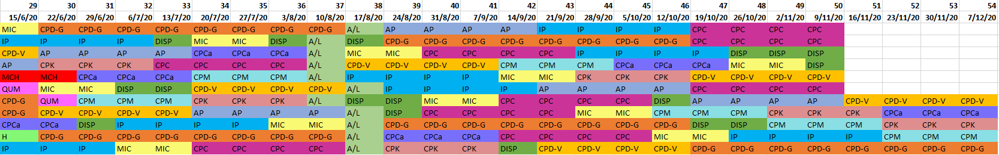 29 30 31 32 33 34 35 36 37 38 39 40 41 42 43 44 45 46 47 48 49 50 51 52 53 54
15/6/20 22/6/20 29/6/20 6/7/20 13/7/20 20/7/20 27/7/20 3/8/20 10/8/20 17/8/20 24/8/20 31/8/20 7/9/20 14/9/20 21/9/20 28/9/20 5/10/20 12/10/20 19/10/20 26/10/20 2/11/20 9/11/20 16/11/20 23/11/20 30/11/20 7/12/20
MIC CPD-G CPD-G CPD-G CPD-G CPD-G CPD-G CPD-G CPD-G A/L AP AP AP AP IP IP IP IP CPC CPC CPC CPC
IP IP IP IP DISP MIC MIC DISP A/L DISP CPD-G CPD-G CPD-G CPD-G CPD-G CPD-G CPD-G CPD-G CPC CPC CPC CPC
CPD-V AP AP AP AP CPCa CPCa CPCa A/L MIC MIC CPC CPC CPC CPC IP IP IP IP DISP DISP DISP
AP CPK CPK CPK CPC CPC CPC CPC A/L CPD-V CPD-V CPD-V CPD-V CPM CPM CPM CPCa CPCa CPCa MIC MIC DISP
MCH MCH CPCa CPCa CPCa CPM CPM CPM A/L IP IP IP IP MIC MIC CPK CPK CPK CPD-V CPD-V CPD-V CPD-V
QUM MIC MIC DISP DISP CPD-V CPD-V CPD-V CPD-V A/L IP IP IP IP AP AP AP AP CPC CPC CPC CPC
CPD-G QUM CPM CPM CPM CPK CPK CPK A/L DISP DISP MIC MIC CPC CPC CPC CPC DISP AP AP AP AP CPD-V CPD-V CPD-V CPD-V
CPD-G CPD-V CPD-V CPD-V CPD-V AP AP AP AP A/L DISP CPC CPC CPC CPC MIC MIC CPM CPM CPM CPK CPK CPK CPCa CPCa CPCa
CPCa CPCa DISP IP IP IP IP MIC MIC A/L CPD-G CPD-G CPD-G CPD-G CPD-G CPD-G CPD-G CPD-G DISP DISP CPM CPM CPM CPK CPK CPK
H CPD-G CPD-G CPD-G CPD-G CPD-G CPD-G CPD-G CPD-G A/L CPCa CPCa CPCa CPC CPC CPC CPC MIC MIC IP IP IP IP CPM CPM CPM
IP IP IP MIC MIC CPC CPC CPC CPC A/L CPK CPK CPK DISP CPD-V CPD-V CPD-V CPD-V CPD-G CPD-G CPD-G CPD-G CPD-G CPD-G CPD-G CPD-G